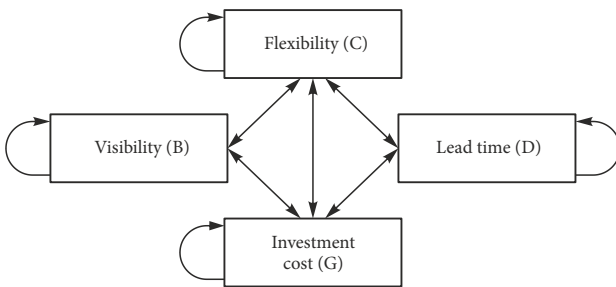 Flexibility (C)
Visibility (B)
Lead time (D)
Investment
cost (G)